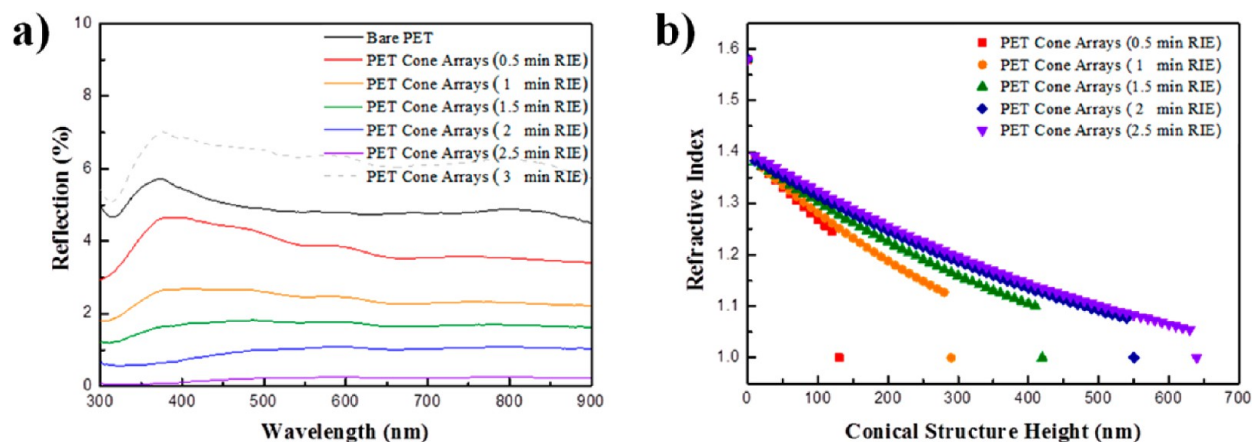 a)
10
8
6
4
2
0
Reflection (%)
Bare PET
PET Cone Arrays (0.5 min RIE)
PET Cone Arrays ( 1 min RIE)
PET Cone Arrays (1.5 min RIE)
PET Cone Arrays ( 2 min RIE)
PET Cone Arrays (2.5 min RIE)
PET Cone Arrays ( 3 min RIE)
300 400 500 600 700 800 900
Wavelength (nm)
b)
1.6
1.5
1.4
1.3
1.2
1.1
1.0
Refractive Index
PET Cone Arrays (0.5 min RIE)
PET Cone Arrays ( 1 min RIE)
PET Cone Arrays (1.5 min RIE)
PET Cone Arrays ( 2 min RIE)
PET Cone Arrays (2.5 min RIE)
0 100 200 300 400 500 600 700
Conical Structure Height (nm)